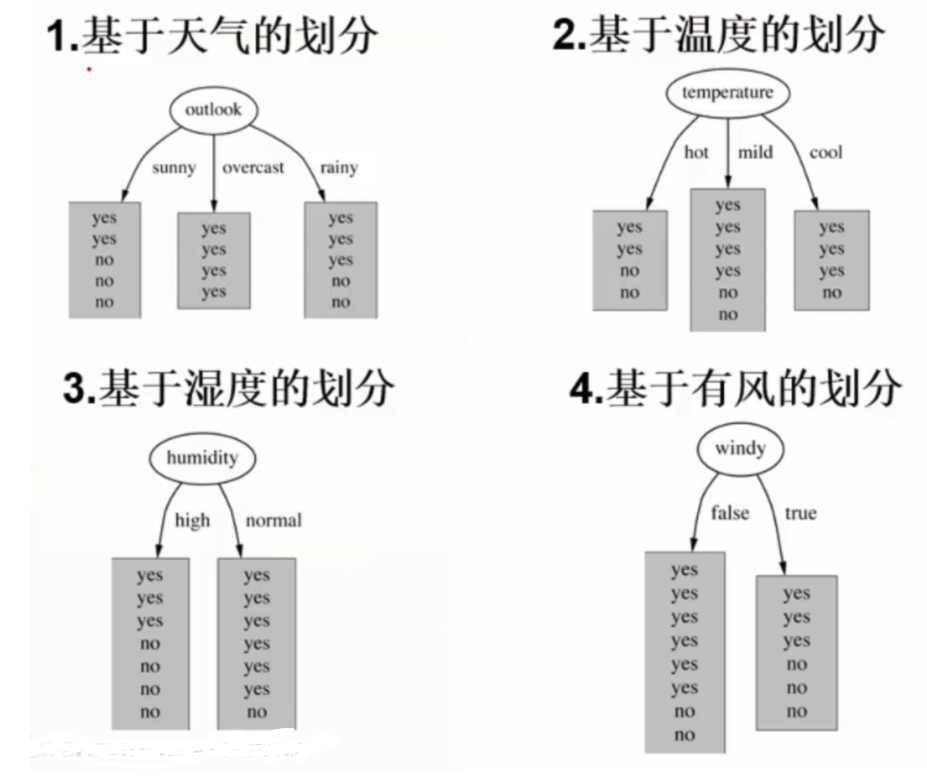 1.基于天气的划分
outlook
sunny
overcast
rainy
yes
yes
no
no
no
yes
yes
yes
yes
yes
yes
yes
no
no
2.基于温度的划分
temperature
hot
mild
cool
yes
yes
no
no
yes
yes
yes
yes
no
no
yes
yes
yes
no
3.基于湿度的划分
humidity
high
normal
yes
yes
yes
no
no
no
no
yes
yes
yes
yes
yes
yes
no
4.基于有风的划分
windy
false
true
yes
yes
yes
yes
yes
yes
no
no
yes
yes
yes
no
no
no